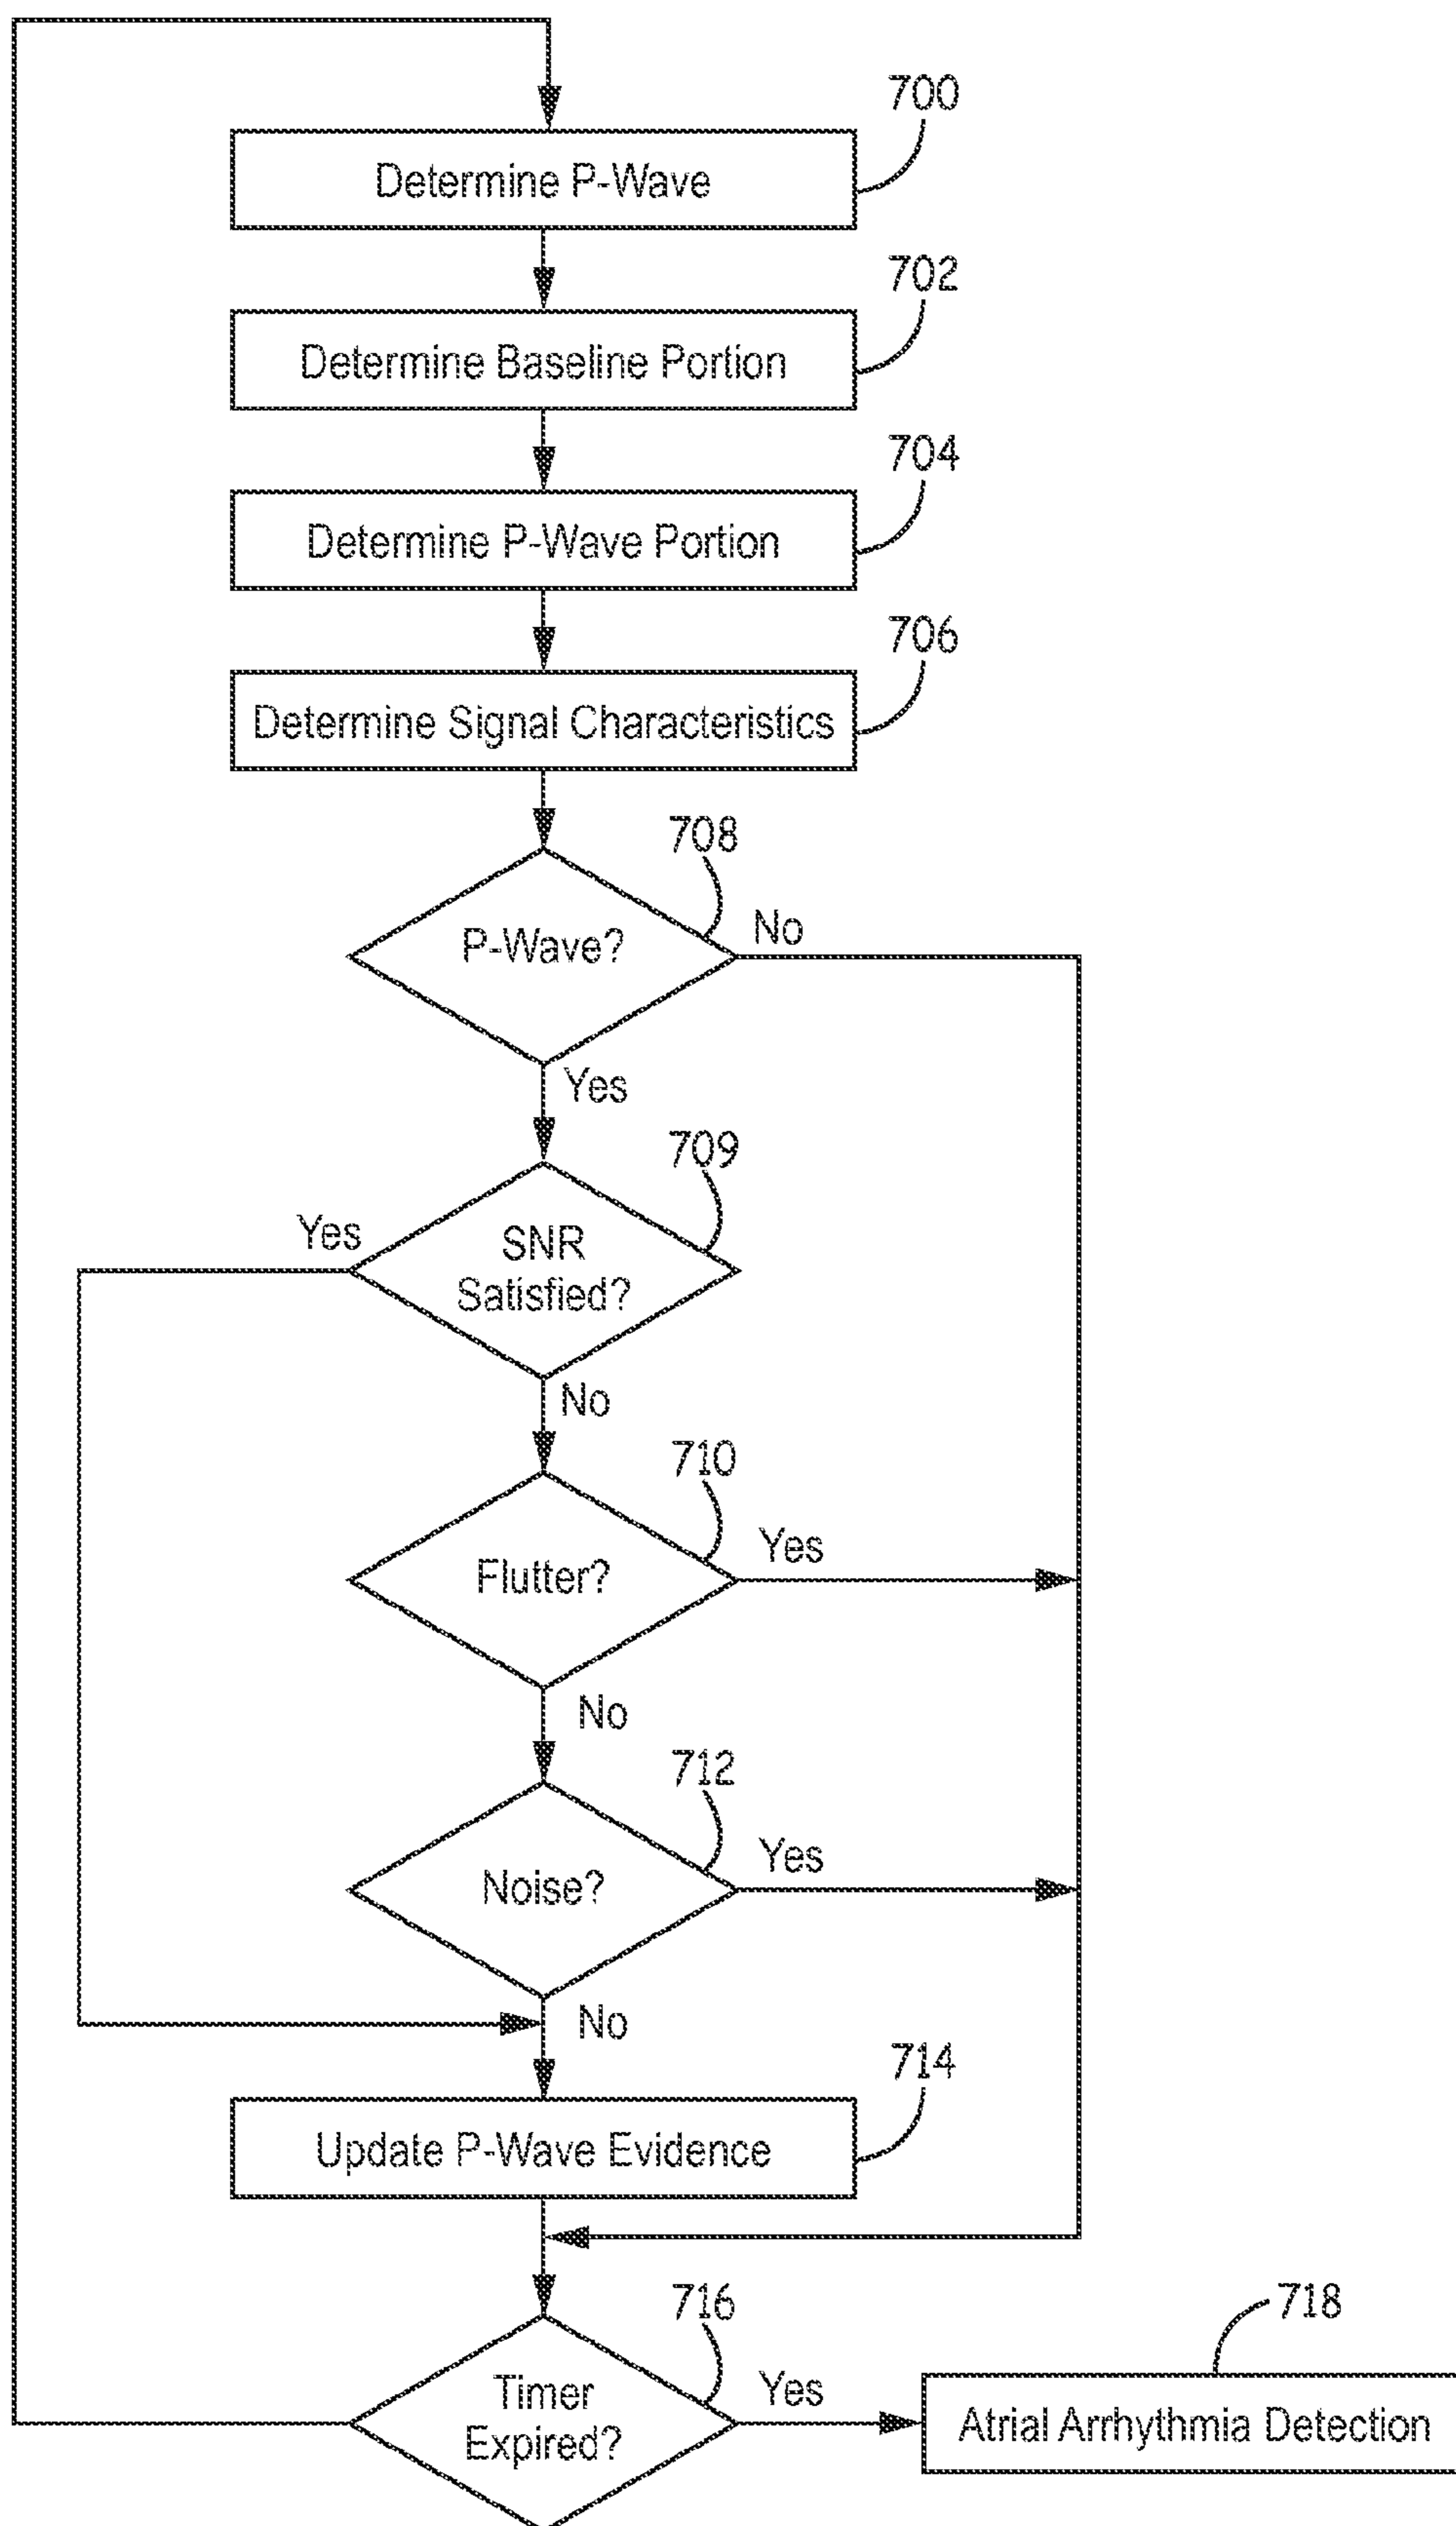 700
Determine P-Wave
702
Determine Baseline Portion
704
Determine P-Wave Portion
706
Determine Signal Characteristics
708
P-Wave?
No
Yes
709
Yes
SNR
Satisfied?
No
710
Yes
Flutter?
No
712
Yes
Noise?
No
714
Update P-Wave Evidence
716
718
Yes
Timer
Expired?
Atrial Arrhythmia Detection